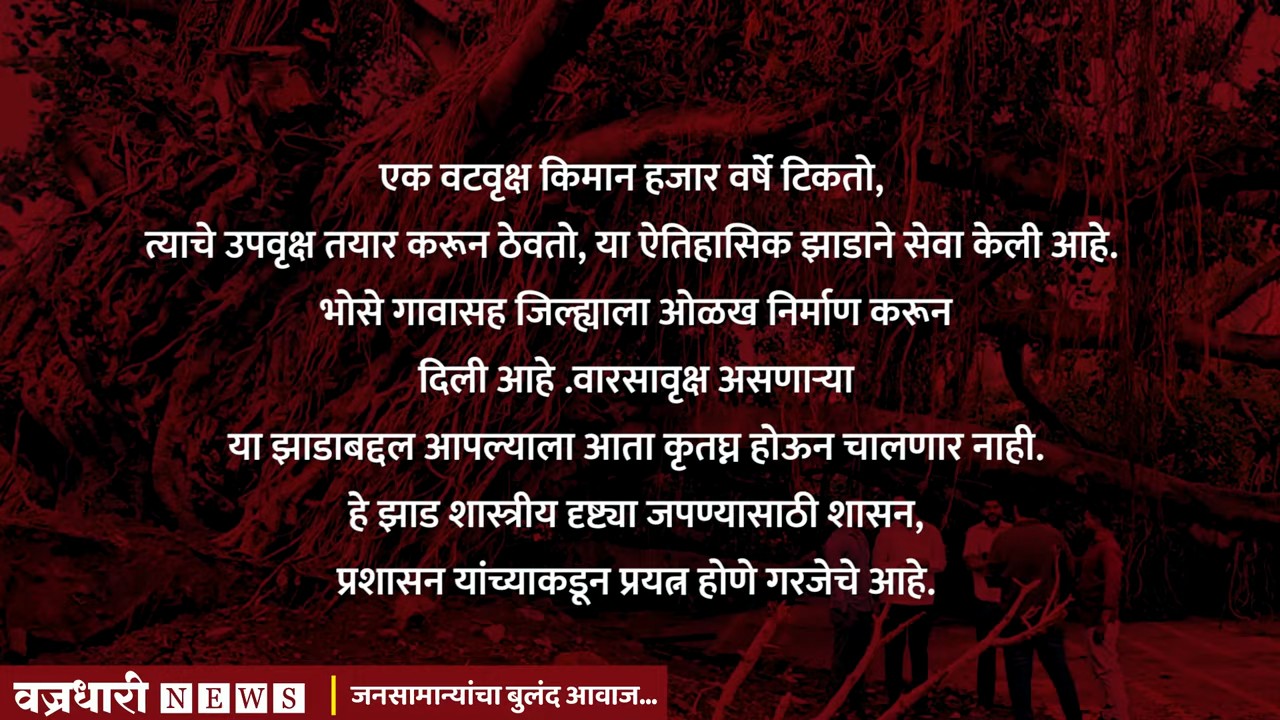 एक वटवृक्ष किमान हजार वर्षे टिकतो,
त्याचे उपवृक्ष तयार करून ठेवतो, या ऐतिहासिक झाडाने सेवा केली आहे.
भोसे गावासह जिल्ह्याला ओळख निर्माण करून
दिली आहे .वारसावृक्ष असणाऱ्या
या झाडाबद्दल आपल्याला आता कृतघ्न होऊन चालणार नाही.
हे झाड शास्त्रीय दृष्ट्या जपण्यासाठी शासन,
प्रशासन यांच्याकडून प्रयत्न होणे गरजेचे आहे.
वज्रधारी NEWS | जनसामान्यांचा बुलंद आवाज...